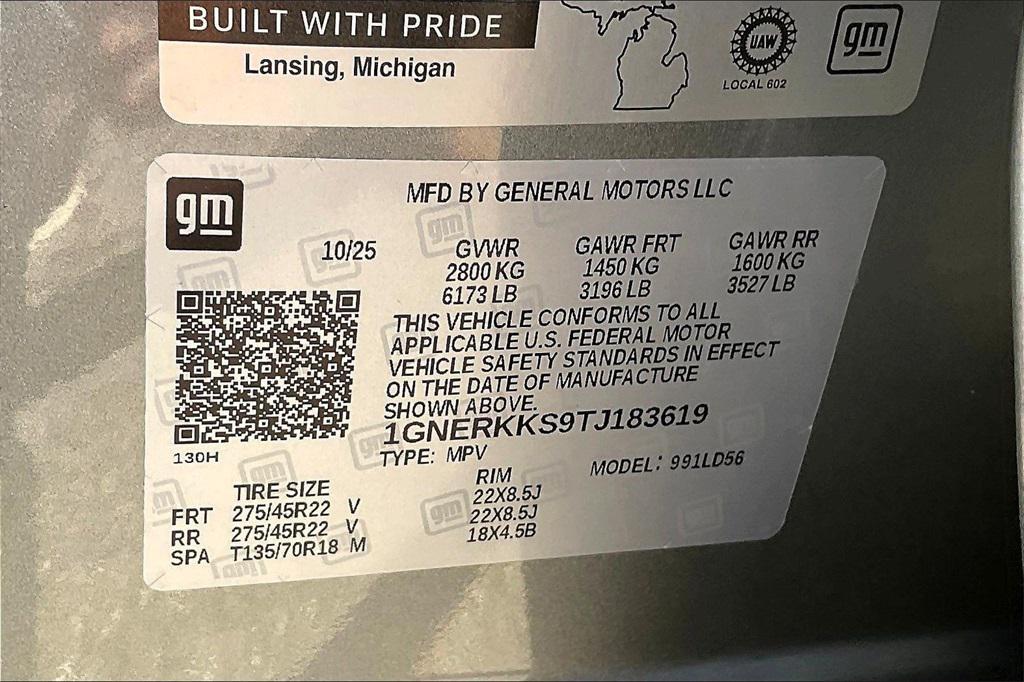 BUILT WITH PRIDE
Lansing, Michigan
UAW
LOCAL 602
gm
gm
MFD BY GENERAL MOTORS LLC
10/25
GVWR GAWR FRT GAWR RR
2800 KG 1450 KG 1600 KG
6173 LB 3196 LB 3527 LB
THIS VEHICLE CONFORMS TO ALL
APPLICABLE U.S. FEDERAL MOTOR
VEHICLE SAFETY STANDARDS IN EFFECT
ON THE DATE OF MANUFACTURE
SHOWN ABOVE.
1GNERKKS9TJ183619
130H
TYPE: MPV MODEL: 991LD56
TIRE SIZE RIM
FRT 275/45R22 V 22X8.5J
RR 275/45R22 V 22X8.5J
SPA T135/70R18 M 18X4.5B